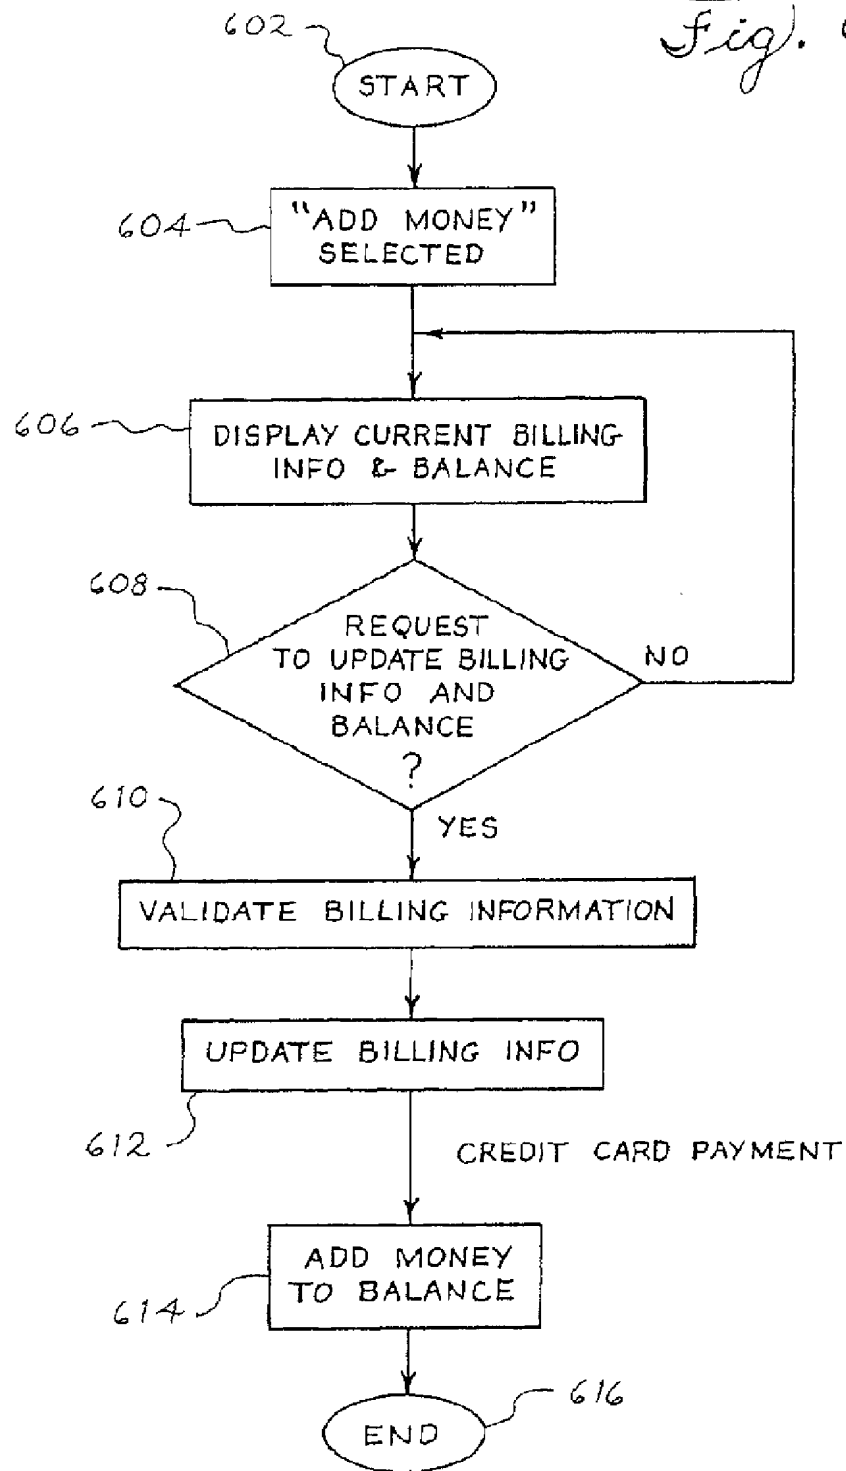 Fig.
602
START
604
"ADD MONEY"
SELECTED
606
DISPLAY CURRENT BILLING
INFO & BALANCE
608
REQUEST
TO UPDATE BILLING
INFO AND
BALANCE
?
NO
610
YES
VALIDATE BILLING INFORMATION
UPDATE BILLING INFO
612
CREDIT CARD PAYMENT
ADD MONEY
TO BALANCE
614
616
END